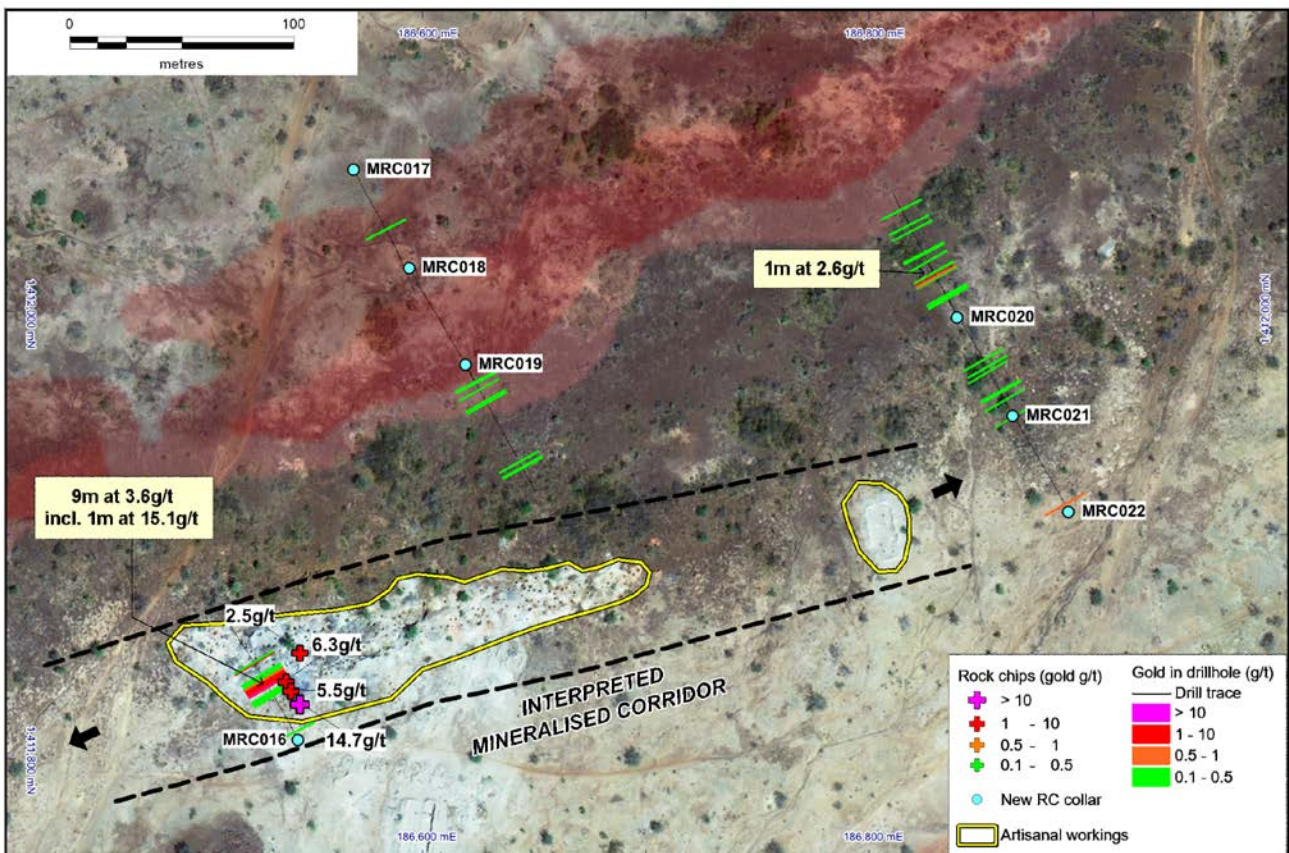 0 100
metres
186,600 mE
186,800 mE
MRC017
MRC018
1m at 2.6g/t
1,412,000 mN
1,412,000 mN
MRC020
MRC019
MRC021
9m at 3.6g/t
incl. 1m at 15.1g/t
MRC022
2.5g/t
6.3g/t
5.5g/t
INTERPRETED
MINERALISED CORRIDOR
MRC016
14.7g/t
1,411,800 mN
186,600 mE
186,800 mE
Rock chips (gold g/t)
> 10
1 - 10
0.5 - 1
0.1 - 0.5
New RC collar
Artisanal workings
Gold in drillhole (g/t)
Drill trace
> 10
1 - 10
0.5 - 1
0.1 - 0.5